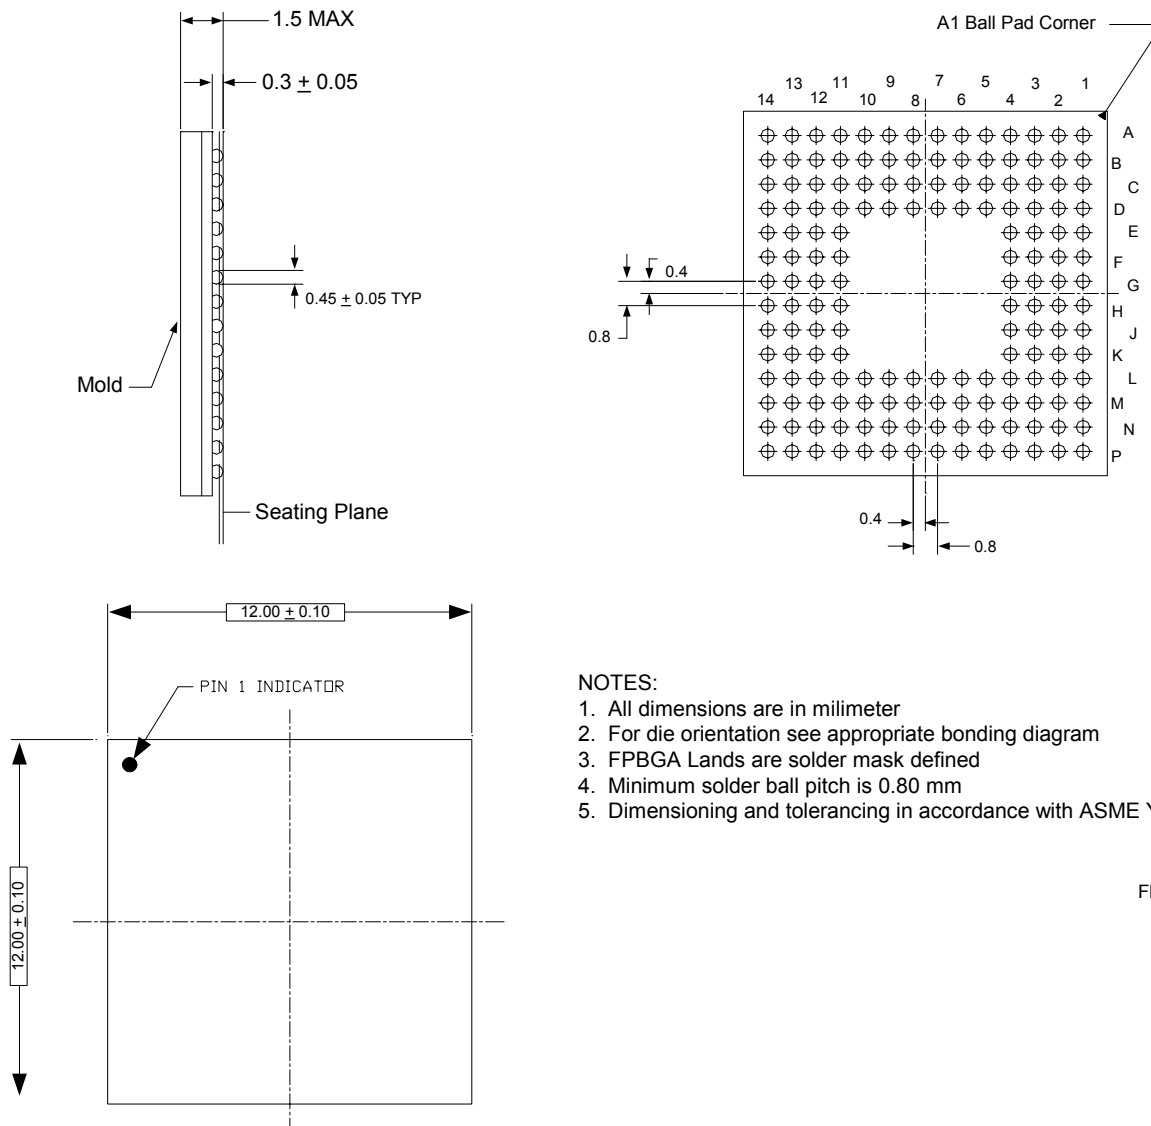 1.5 MAX
0.3 ± 0.05
0.45 ± 0.05 TYP
Mold
Seating Plane
A1 Ball Pad Corner
13 11 9 7 5 3 1
14 12 10 8 6 4 2
A
B
C
D
E
F
G
H
J
K
L
M
N
P
0.4
0.8
0.4
0.8
12.00 ± 0.10
PIN 1 INDICATOR
12.00 ± 0.10
NOTES:
1. All dimensions are in milimeter
2. For die orientation see appropriate bonding diagram
3. FPBGA Lands are solder mask defined
4. Minimum solder ball pitch is 0.80 mm
5. Dimensioning and tolerancing in accordance with ASME